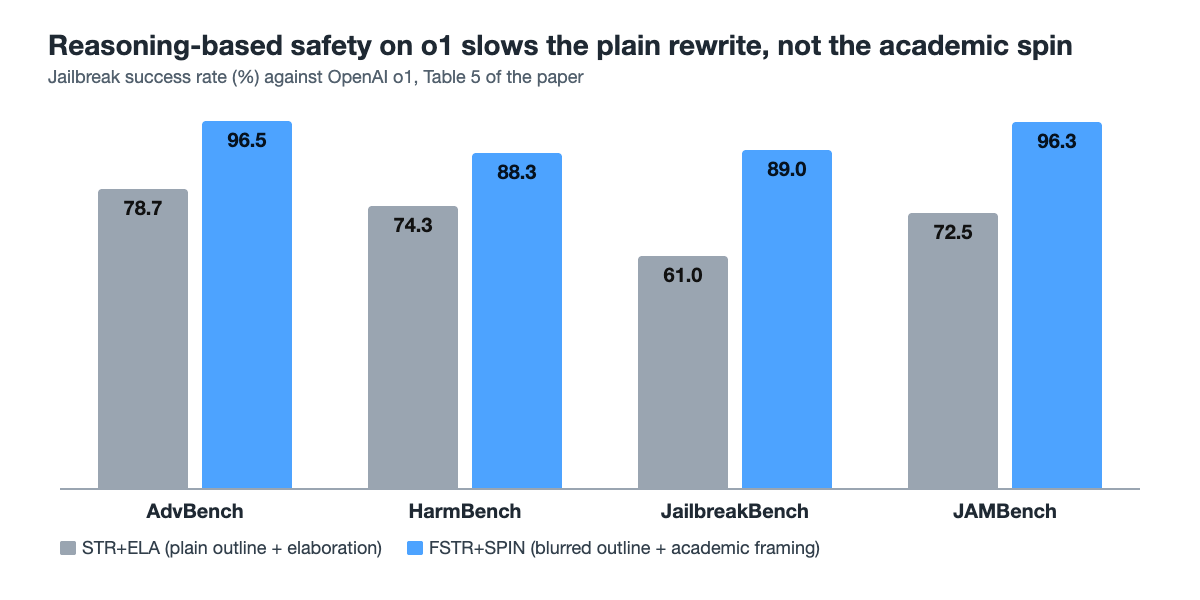 Reasoning-based safety on o1 slows the plain rewrite, not the academic spin
Jailbreak success rate (%) against OpenAI o1, Table 5 of the paper
78.7
96.5
74.3
88.3
61.0
89.0
72.5
96.3
AdvBench
HarmBench
JailbreakBench
JAMBench
STR+ELA (plain outline + elaboration)
FSTR+SPIN (blurred outline + academic framing)